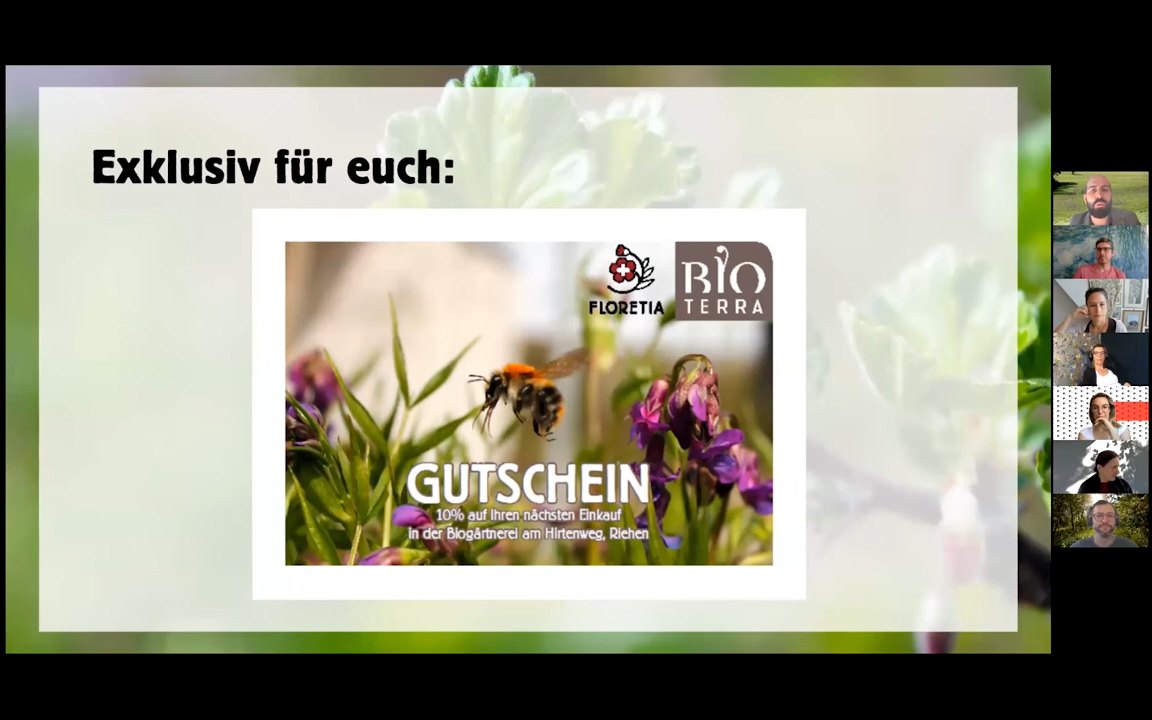 Exklusiv für euch:
FLORETIA
BIO
TERRA
GUTSCHEIN
10% auf Ihren nächsten Einkauf
in der Biogärtnerei am Hirtenweg, Riehen